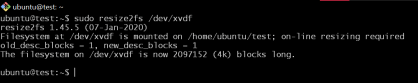 ubuntu@test: ~
ubuntu@test:~$ sudo resize2fs /dev/xvdf
resize2fs 1.45.5 (07-Jan-2020)
Filesystem at /dev/xvdf is mounted on /home/ubuntu/test; on-line resizing required
old_desc_blocks = 1, new_desc_blocks = 1
The filesystem on /dev/xvdf is now 2097152 (4k) blocks long.
ubuntu@test:~$